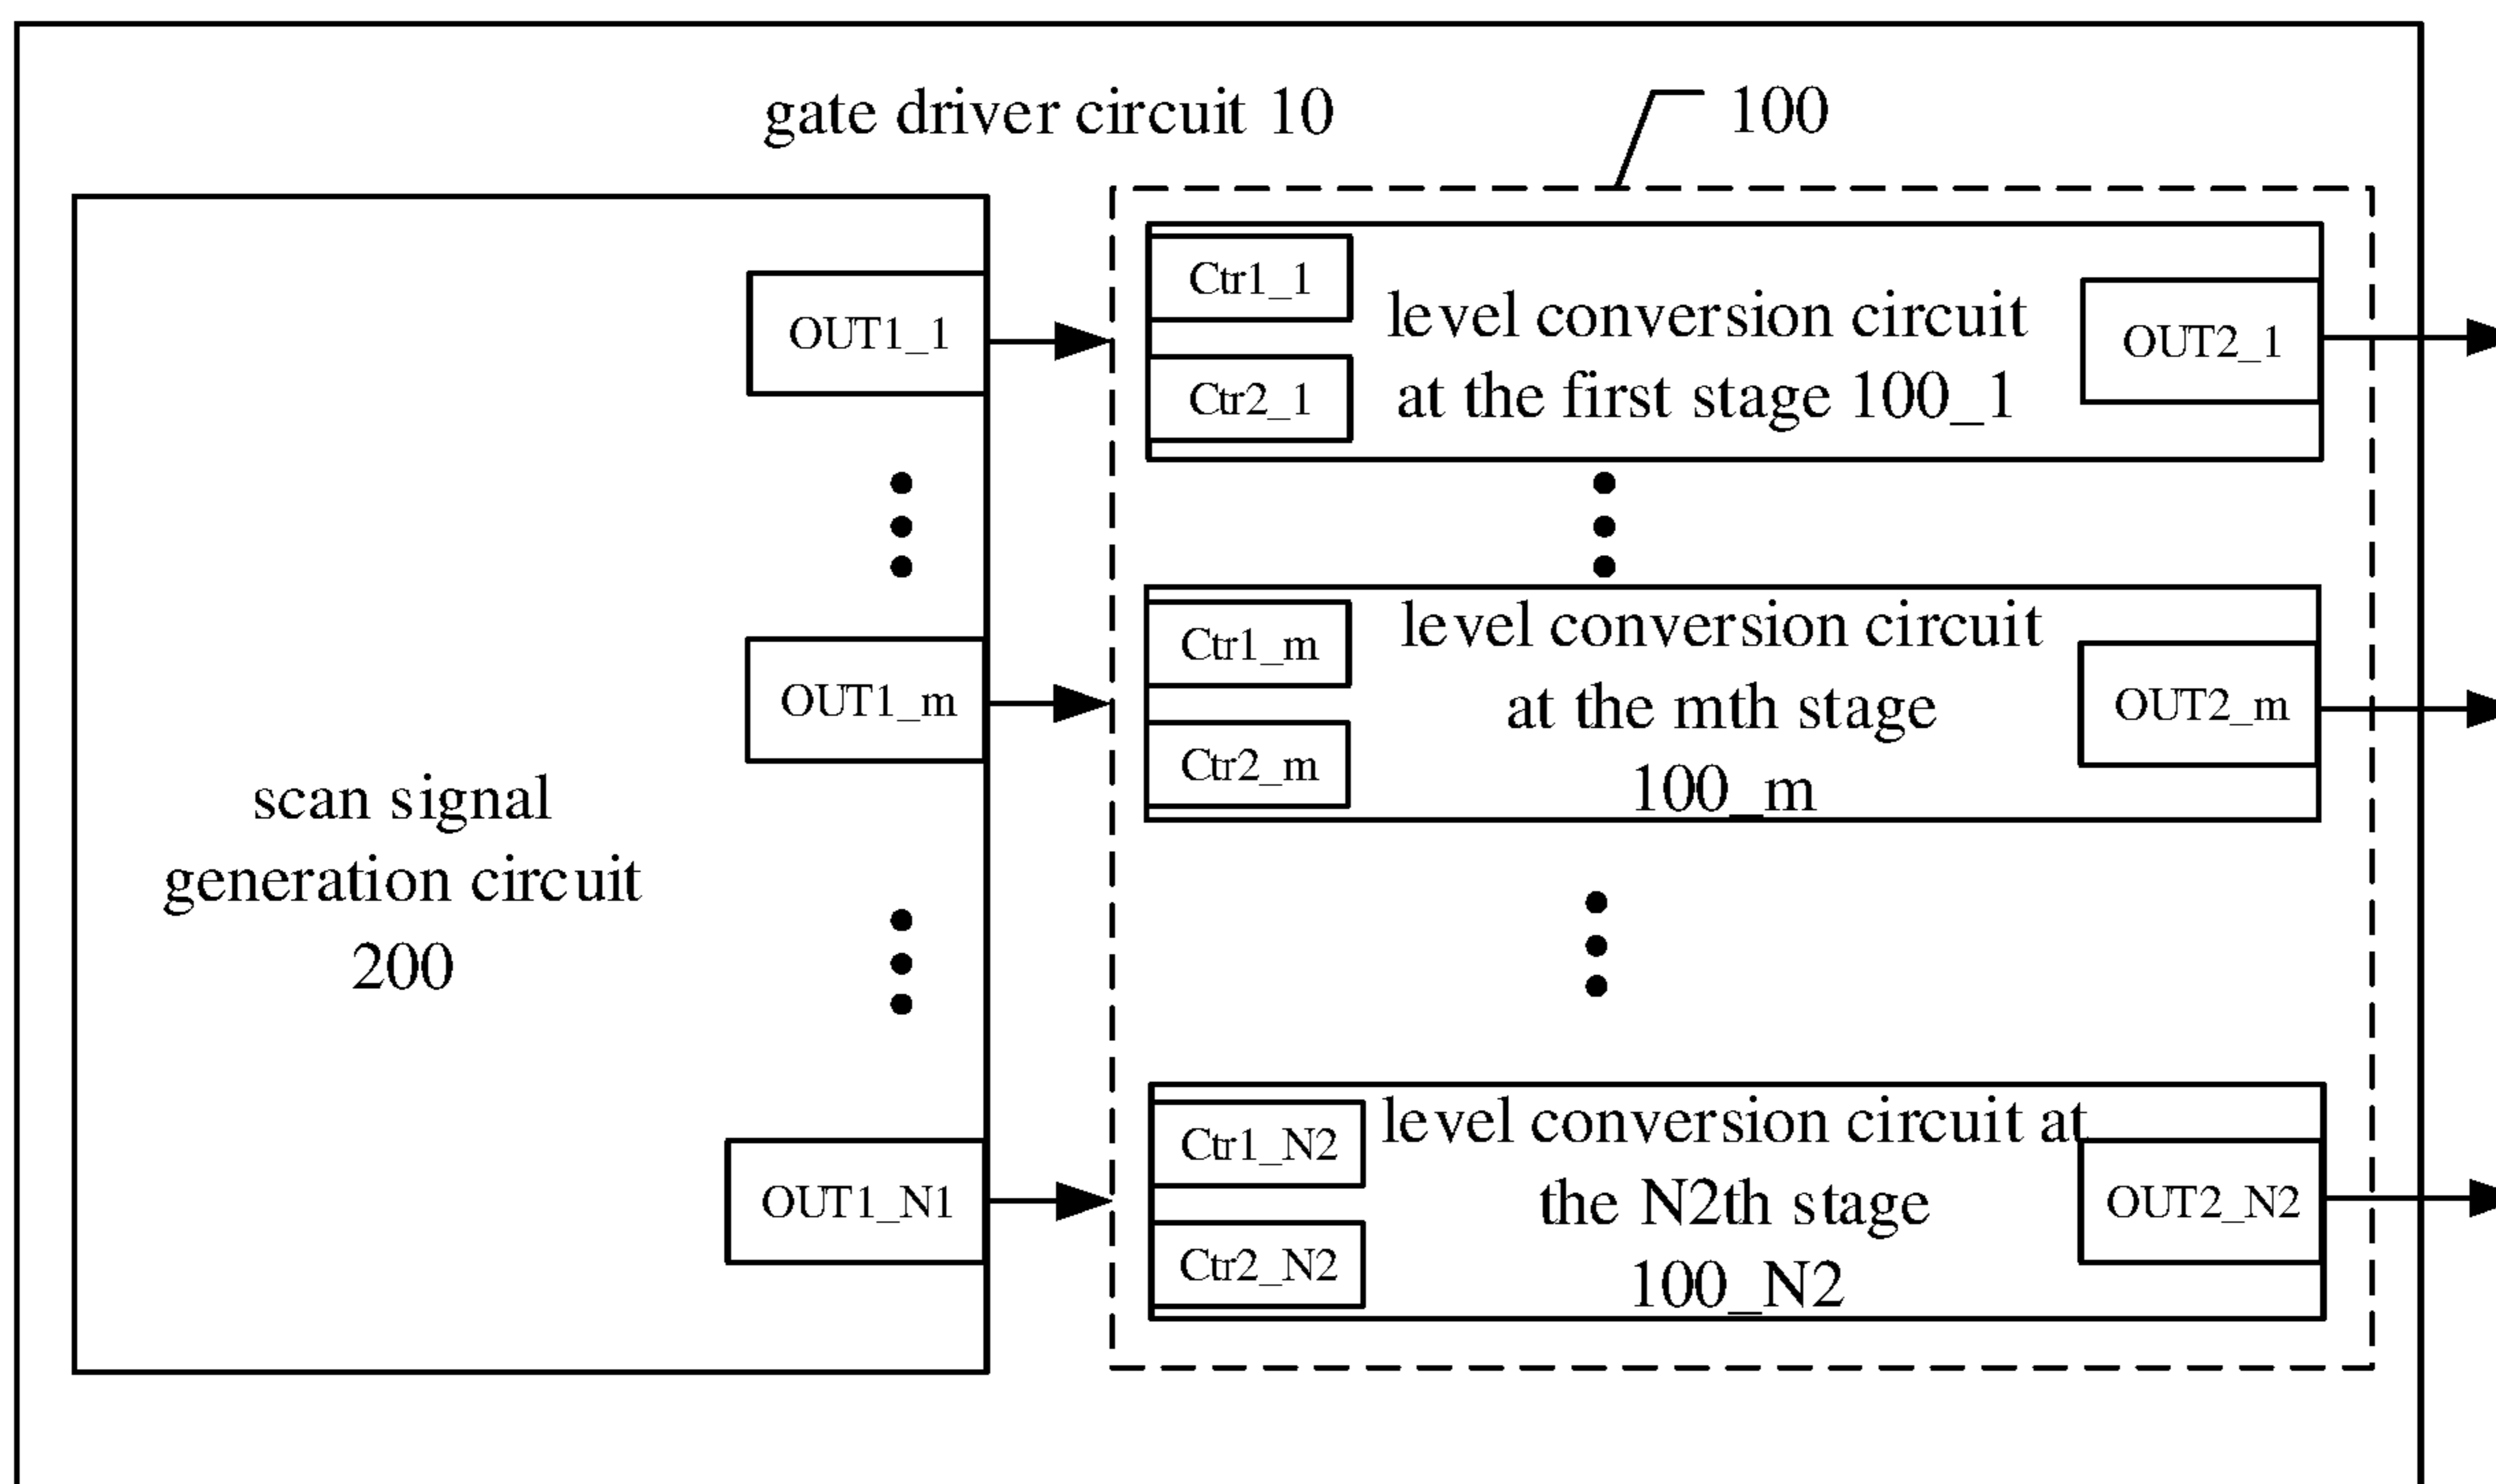 gate driver circuit 10
100
scan signal
generation circuit
200
OUT1_1
OUT1_m
OUT1_N1
Ctr1_1
Ctr2_1
level conversion circuit
at the first stage 100_1
OUT2_1
Ctr1_m
Ctr2_m
level conversion circuit
at the mth stage
100_m
OUT2_m
Ctr1_N2
Ctr2_N2
level conversion circuit at
the N2th stage
100_N2
OUT2_N2